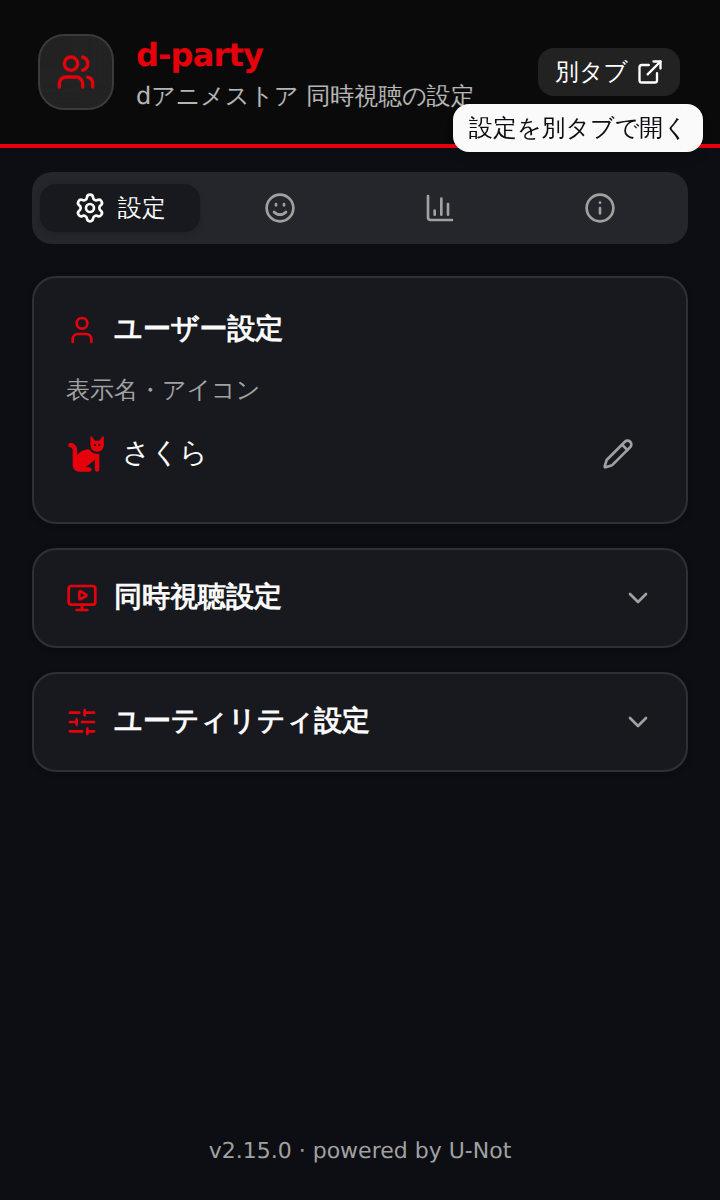 d-party
dアニメストア 同時視聴の設定
別タブ
設定を別タブで開く
設定
ユーザー設定
表示名・アイコン
さくら
同時視聴設定
ユーティリティ設定
v2.15.0 · powered by U-Not